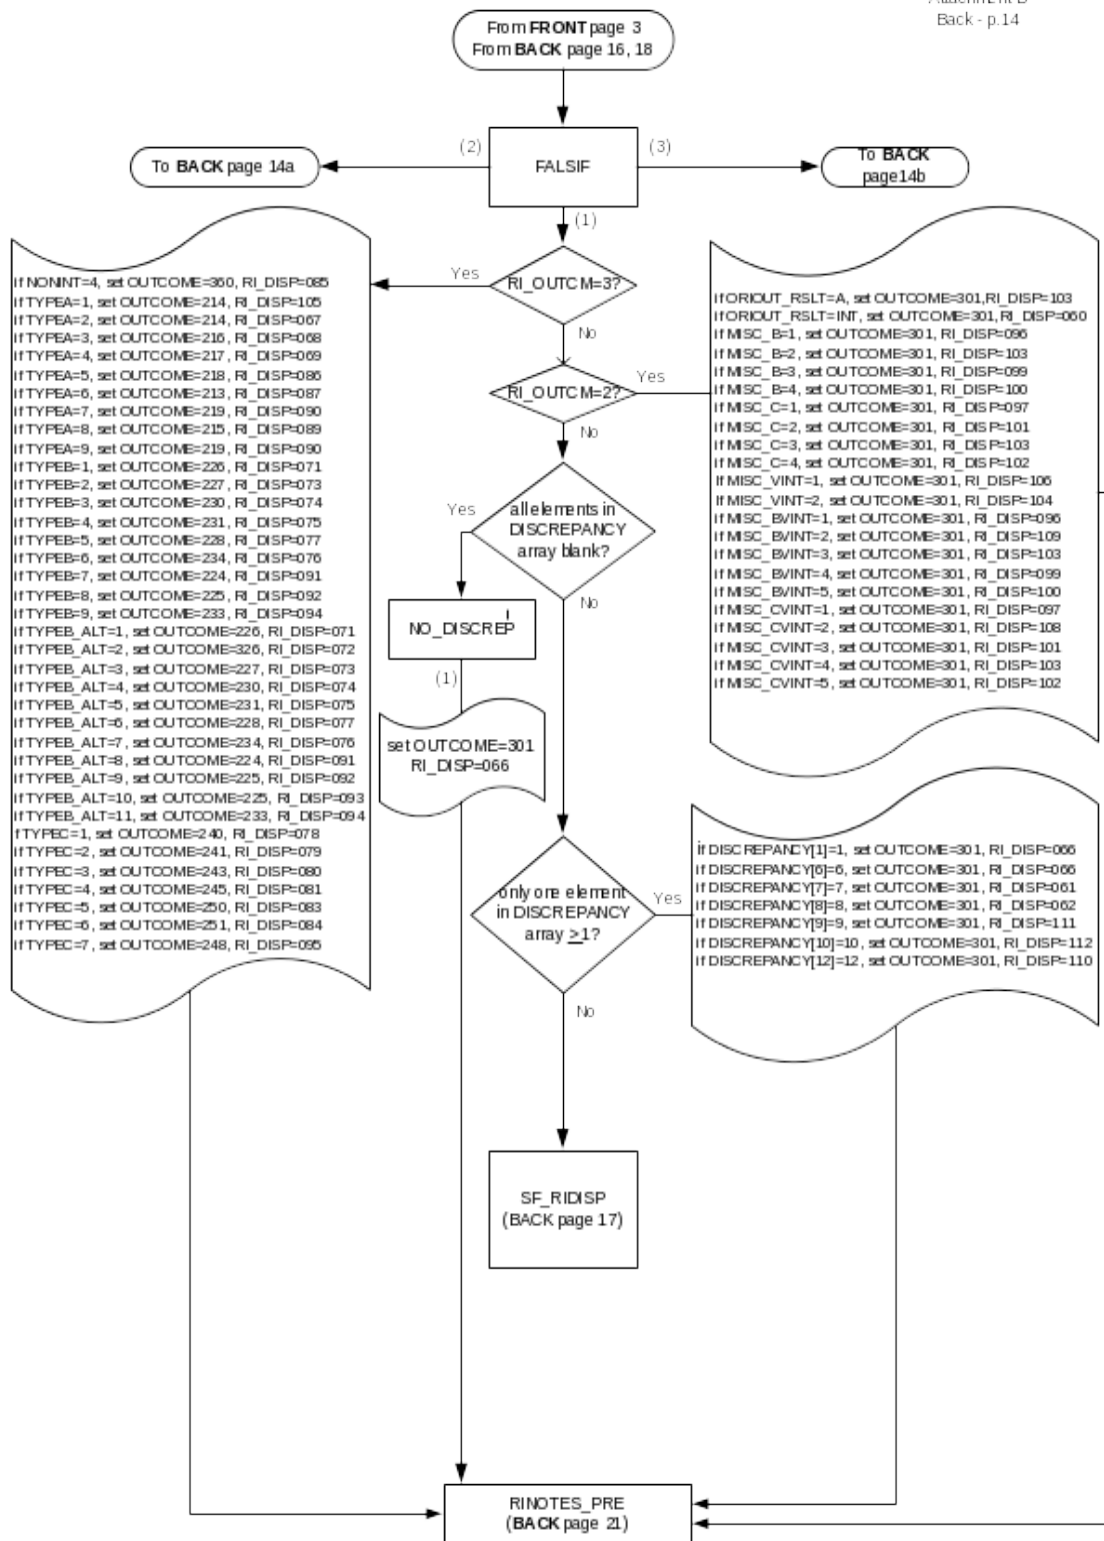 Attachment B
Back - p.14
From FRONT page 3
From BACK page 16, 18
(2)
(3)
To BACK page 14a
FALSIF
To BACK
page14b
(1)
Yes
RI_OUTCM=3?
No
if NONINT=4, set OUTCOME=360, RI_DISP=085
if TYPEA=1, set OUTCOME=214, RI_DISP=105
if TYPEA=2, set OUTCOME=214, RI_DISP=067
if TYPEA=3, set OUTCOME=216, RI_DISP=068
if TYPEA=4, set OUTCOME=217, RI_DISP=069
if TYPEA=5, set OUTCOME=218, RI_DISP=086
if TYPEA=6, set OUTCOME=213, RI_DISP=087
if TYPEA=7, set OUTCOME=219, RI_DISP=090
if TYPEA=8, set OUTCOME=215, RI_DISP=089
if TYPEA=9, set OUTCOME=219, RI_DISP=090
if TYPEB=1, set OUTCOME=226, RI_DISP=071
if TYPEB=2, set OUTCOME=227, RI_DISP=073
if TYPEB=3, set OUTCOME=230, RI_DISP=074
if TYPEB=4, set OUTCOME=231, RI_DISP=075
if TYPEB=5, set OUTCOME=228, RI_DISP=077
if TYPEB=6, set OUTCOME=234, RI_DISP=076
if TYPEB=7, set OUTCOME=224, RI_DISP=091
if TYPEB=8, set OUTCOME=225, RI_DISP=092
if TYPEB=9, set OUTCOME=233, RI_DISP=094
if TYPEB_ALT=1, set OUTCOME=226, RI_DISP=071
if TYPEB_ALT=2, set OUTCOME=326, RI_DISP=072
if TYPEB_ALT=3, set OUTCOME=227, RI_DISP=073
if TYPEB_ALT=4, set OUTCOME=230, RI_DISP=074
if TYPEB_ALT=5, set OUTCOME=231, RI_DISP=075
if TYPEB_ALT=6, set OUTCOME=228, RI_DISP=077
if TYPEB_ALT=7, set OUTCOME=234, RI_DISP=076
if TYPEB_ALT=8, set OUTCOME=224, RI_DISP=091
if TYPEB_ALT=9, set OUTCOME=225, RI_DISP=092
if TYPEB_ALT=10, set OUTCOME=225, RI_DISP=093
if TYPEB_ALT=11, set OUTCOME=233, RI_DISP=094
f TYPEC=1, set OUTCOME=240, RI_DISP=078
if TYPEC=2, set OUTCOME=241, RI_DISP=079
if TYPEC=3, set OUTCOME=243, RI_DISP=080
if TYPEC=4, set OUTCOME=245, RI_DISP=081
if TYPEC=5, set OUTCOME=250, RI_DISP=083
if TYPEC=6, set OUTCOME=251, RI_DISP=084
if TYPEC=7, set OUTCOME=248, RI_DISP=095
RI_OUTCM=2?
Yes
No
if ORIOUT_RSLT=A, set OUTCOME=301,RI_DISP=103
if ORIOUT_RSLT=INT, set OUTCOME=301,RI_DISP=060
if MISC_B=1, set OUTCOME=301, RI_DISP=096
if MISC_B=2, set OUTCOME=301, RI_DISP=103
if MISC_B=3, set OUTCOME=301, RI_DISP=099
if MISC_B=4, set OUTCOME=301, RI_DISP=100
if MISC_C=1, set OUTCOME=301, RI_DISP=097
if MISC_C=2, set OUTCOME=301, RI_DISP=101
if MISC_C=3, set OUTCOME=301, RI_DISP=103
if MISC_C=4, set OUTCOME=301, RI_DISP=102
If MISC_VINT=1, set OUTCOME=301, RI_DISP=106
If MISC_VINT=2, set OUTCOME=301, RI_DISP=104
if MISC_BVINT=1, set OUTCOME=301, RI_DISP=096
if MISC_BVINT=2, set OUTCOME=301, RI_DISP=109
if MISC_BVINT=3, set OUTCOME=301, RI_DISP=103
if MISC_BVINT=4, set OUTCOME=301, RI_DISP=099
if MISC_BVINT=5, set OUTCOME=301, RI_DISP=100
if MISC_CVINT=1, set OUTCOME=301, RI_DISP=097
if MISC_CVINT=2, set OUTCOME=301, RI_DISP=108
if MISC_CVINT=3, set OUTCOME=301, RI_DISP=101
if MISC_CVINT=4, set OUTCOME=301, RI_DISP=103
if MISC_CVINT=5, set OUTCOME=301, RI_DISP=102
Yes
all elements in
DISCREPANCY
array blank?
No
!
NO_DISCREP
(1)
set OUTCOME=301
RI_DISP=066
only one element
in DISCREPANCY
array >1?
Yes
No
if DISCREPANCY[1]=1, set OUTCOME=301, RI_DISP=066
if DISCREPANCY[6]=6, set OUTCOME=301, RI_DISP=066
if DISCREPANCY[7]=7, set OUTCOME=301, RI_DISP=061
if DISCREPANCY[8]=8, set OUTCOME=301, RI_DISP=062
if DISCREPANCY[9]=9, set OUTCOME=301, RI_DISP=111
if DISCREPANCY[10]=10, set OUTCOME=301, RI_DISP=112
if DISCREPANCY[12]=12, set OUTCOME=301, RI_DISP=110
SF_RIDISP
(BACK page 17)
RINOTES_PRE
(BACK page 21)